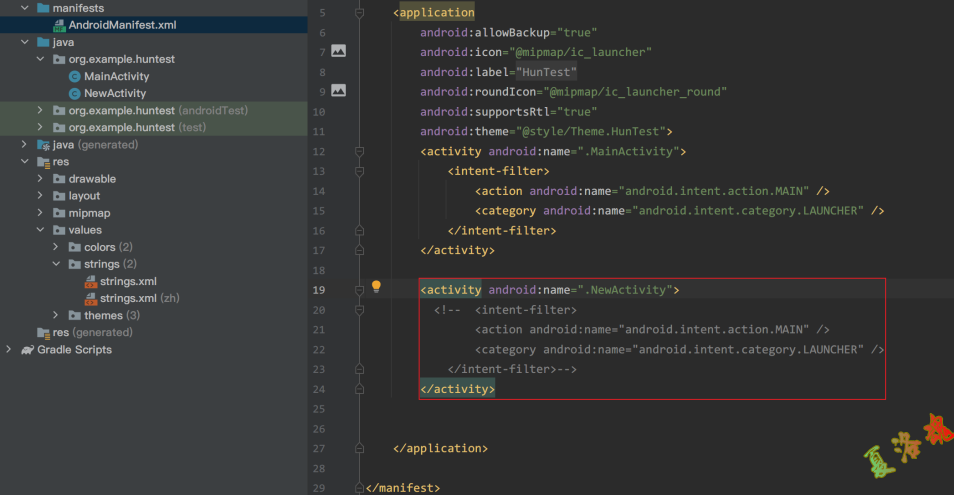 manifests
AndroidManifest.xml
java
org.example.huntest
MainActivity
NewActivity
org.example.huntest (androidTest)
org.example.huntest (test)
java (generated)
res
drawable
layout
mipmap
values
colors (2)
strings (2)
strings.xml
strings.xml (zh)
themes (3)
res (generated)
Gradle Scripts
5 <application
6 android:allowBackup="true"
7 android:icon="@mipmap/ic_launcher"
8 android:label="HunTest"
9 android:roundIcon="@mipmap/ic_launcher_round"
10 android:supportsRtl="true"
11 android:theme="@style/Theme.HunTest">
12 <activity android:name=".MainActivity">
13 <intent-filter>
14 <action android:name="android.intent.action.MAIN" />
15 <category android:name="android.intent.category.LAUNCHER" />
16 </intent-filter>
17 </activity>
18
19 <activity android:name=".NewActivity">
20 <!-- <intent-filter>
21 <action android:name="android.intent.action.MAIN" />
22 <category android:name="android.intent.category.LAUNCHER" />
23 </intent-filter>-->
24 </activity>
25
26
27 </application>
28
29 </manifest>